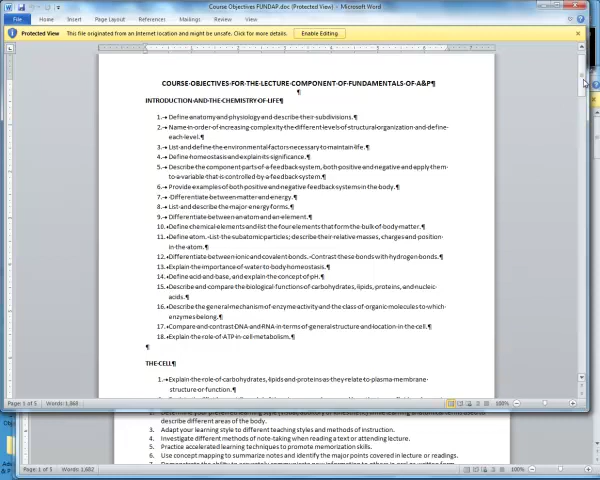 Course Objectives FUNDAP.doc (Protected View) - Microsoft Word
File Home Insert Page Layout References Mailings Review View
Protected View This file originated from an Internet location and might be unsafe. Click for more details. Enable Editing
COURSE·OBJECTIVES·FOR·THE·LECTURE·COMPONENT·OF·FUNDAMENTALS·OF·A&P¶
¶
INTRODUCTION·AND·THE·CHEMISTRY·OF·LIFE¶
1.→Define·anatomy·and·physiology·and·describe·their·subdivisions.¶
2.→Name·in·order·of·increasing·complexity·the·different·levels·of·structural·organization·and·define·
each·level.¶
3.→List·and·define·the·environmental·factors·necessary·to·maintain·life.¶
4.→Define·homeostasis·and·explain·its·significance.¶
5.→Describe·the·component·parts·of·a·feedback·system,·both·positive·and·negative·and·apply·them·
to·a·variable·that·is·controlled·by·a·feedback·system.¶
6.→Provide·examples·of·both·positive·and·negative·feedback·systems·in·the·body.¶
7.→·Differentiate·between·matter·and·energy.¶
8.→List·and·describe·the·major·energy·forms.¶
9.→Differentiate·between·an·atom·and·an·element.¶
10.→Define·chemical·elements·and·list·the·four·elements·that·form·the·bulk·of·body·matter.¶
11.→Define·atom.··List·the·subatomic·particles;·describe·their·relative·masses,·charges·and·position·
in·the·atom.¶
12.→Differentiate·between·ionic·and·covalent·bonds.··Contrast·these·bonds·with·hydrogen·bonds.¶
13.→Explain·the·importance·of·water·to·body·homeostasis.¶
14.→Define·acid·and·base,·and·explain·the·concept·of·pH.¶
15.→Describe·and·compare·the·biological·functions·of·carbohydrates,·lipids,·proteins,·and·nucleic·
acids.¶
16.→Describe·the·general·mechanism·of·enzyme·activity·and·the·class·of·organic·molecules·to·which·
enzymes·belong.¶
17.→Compare·and·contrast·DNA·and·RNA·in·terms·of·general·structure·and·location·in·the·cell.¶
18.→Explain·the·role·of·ATP·in·cell·metabolism.¶
¶
THE·CELL¶
1.→Explain·the·role·of·carbohydrates,·lipids·and·proteins·as·they·relate·to·plasma·membrane·
structure·or·function.¶
Page: 1 of 5 Words: 1,868 100%
describe different areas of the body.
3. Adapt your learning style to different teaching styles and methods of instruction.
4. Investigate different methods of note-taking when reading a text or attending lecture.
5. Practice accelerated learning techniques to promote memorization skills.
6. Use concept mapping to summarize notes and identify the major points covered in lecture or readings.
Page: 1 of 5 Words: 1,682 100%